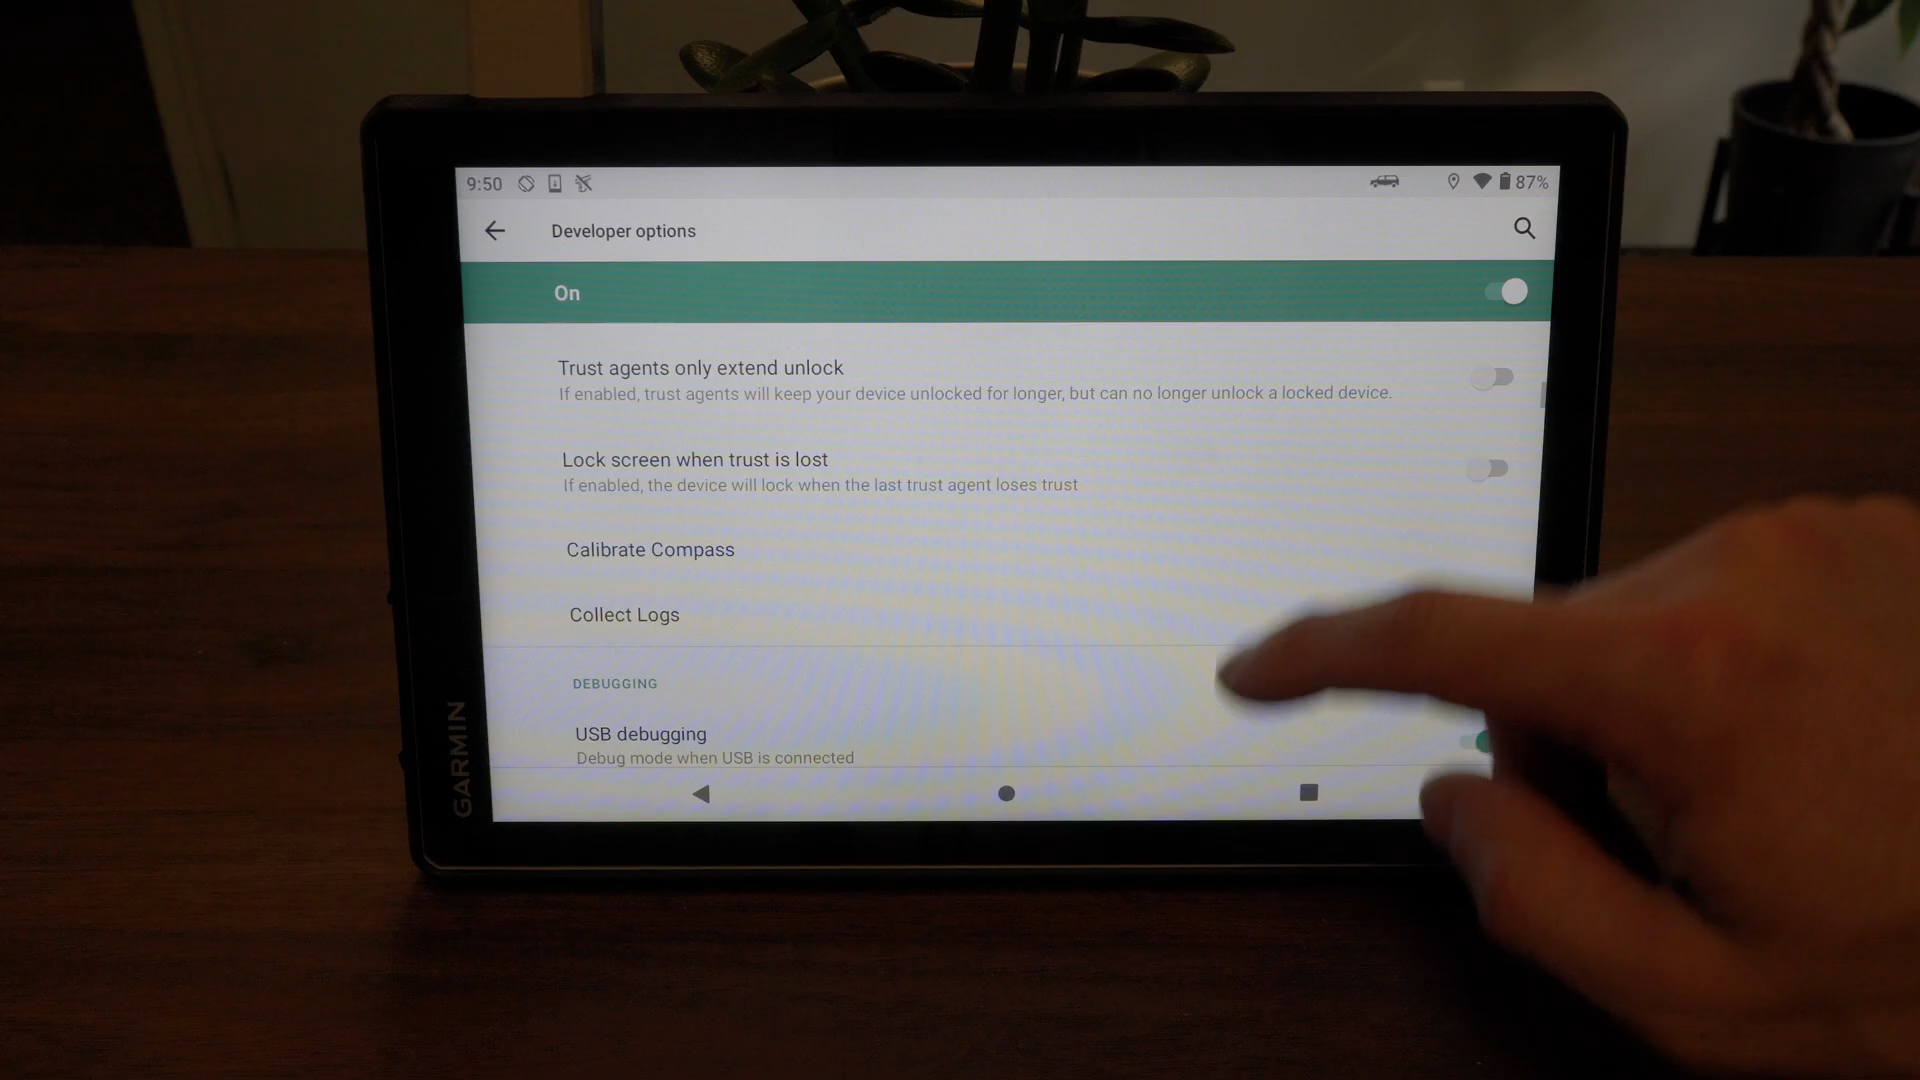 9:50
87%
Developer options
On
Trust agents only extend unlock
If enabled, trust agents will keep your device unlocked for longer, but can no longer unlock a locked device.
Lock screen when trust is lost
If enabled, the device will lock when the last trust agent loses trust
Calibrate Compass
Collect Logs
DEBUGGING
USB debugging
Debug mode when USB is connected
GARMIN